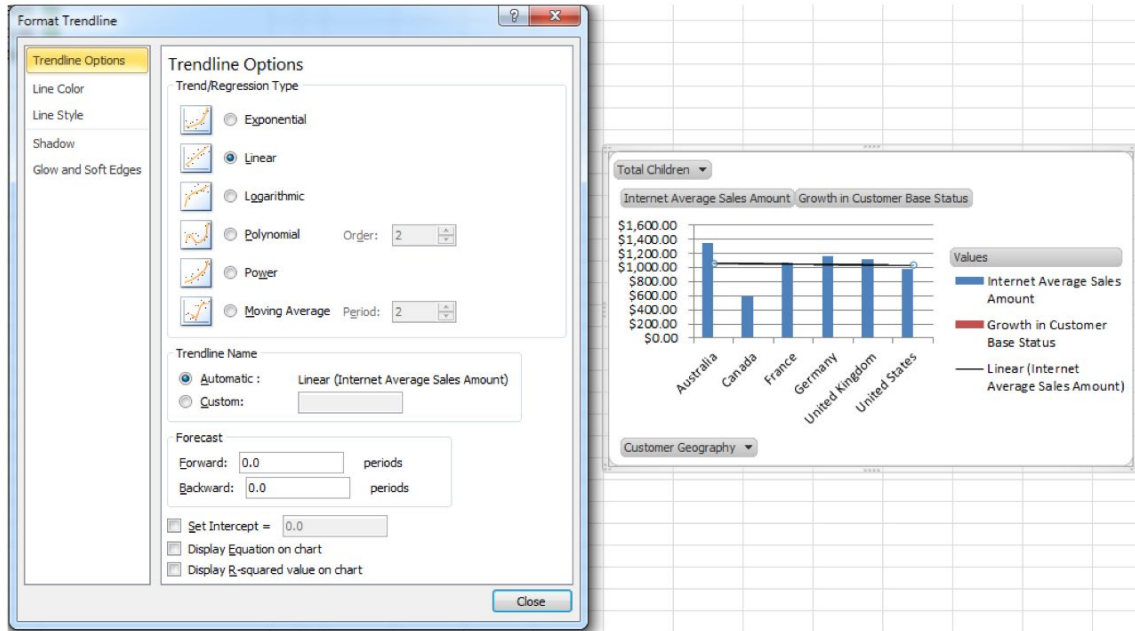 Format Trendline
Trendline Options
Line Color
Line Style
Shadow
Glow and Soft Edges
Trendline Options
Trend/Regression Type
Exponential
Linear
Logarithmic
Polynomial Order: 2
Power
Moving Average Period: 2
Trendline Name
Automatic : Linear (Internet Average Sales Amount)
Custom:
Forecast
Forward: 0.0 periods
Backward: 0.0 periods
Set Intercept = 0.0
Display Equation on chart
Display R-squared value on chart
Close
Total Children
Internet Average Sales Amount Growth in Customer Base Status
$1,600.00
$1,400.00
$1,200.00
$1,000.00
$800.00
$600.00
$400.00
$200.00
$0.00
Australia
Canada
France
Germany
United Kingdom
United States
Values
Internet Average Sales
Amount
Growth in Customer
Base Status
Linear (Internet
Average Sales Amount)
Customer Geography